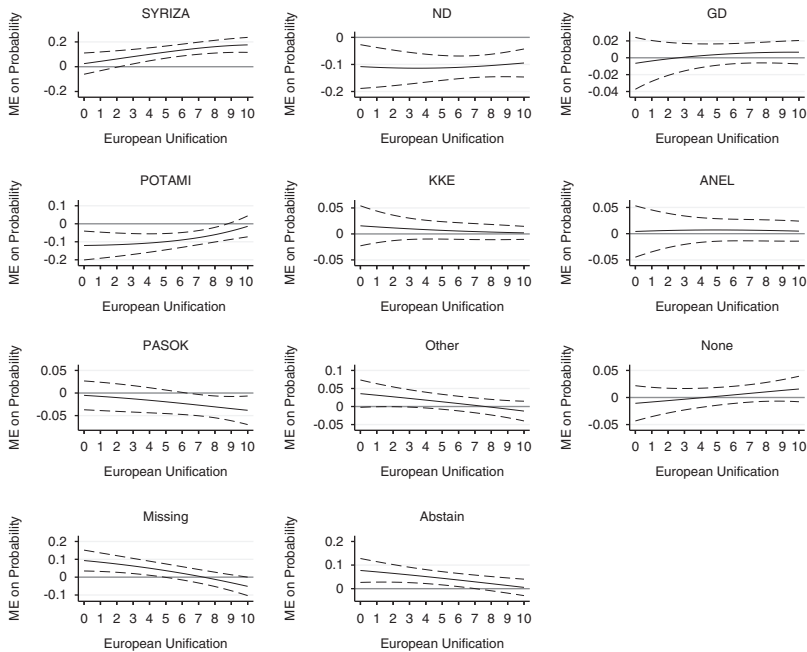 SYRIZA
ME on Probability
0.2
0
-0.2
0 1 2 3 4 5 6 7 8 9 10
European Unification
ND
ME on Probability
0
-0.1
-0.2
0 1 2 3 4 5 6 7 8 9 10
European Unification
GD
ME on Probability
0.02
0
-0.02
-0.04
0 1 2 3 4 5 6 7 8 9 10
European Unification
POTAMI
ME on Probability
0.1
0
-0.1
-0.2
0 1 2 3 4 5 6 7 8 9 10
European Unification
KKE
ME on Probability
0.05
0
-0.05
0 1 2 3 4 5 6 7 8 9 10
European Unification
ANEL
ME on Probability
0.05
0
-0.05
0 1 2 3 4 5 6 7 8 9 10
European Unification
PASOK
ME on Probability
0.05
0
-0.05
0 1 2 3 4 5 6 7 8 9 10
European Unification
Other
ME on Probability
0.1
0.05
0
-0.05
0 1 2 3 4 5 6 7 8 9 10
European Unification
None
ME on Probability
0.05
0
-0.05
0 1 2 3 4 5 6 7 8 9 10
European Unification
Missing
ME on Probability
0.2
0.1
0
-0.1
0 1 2 3 4 5 6 7 8 9 10
European Unification
Abstain
ME on Probability
0.2
0.1
0
0 1 2 3 4 5 6 7 8 9 10
European Unification